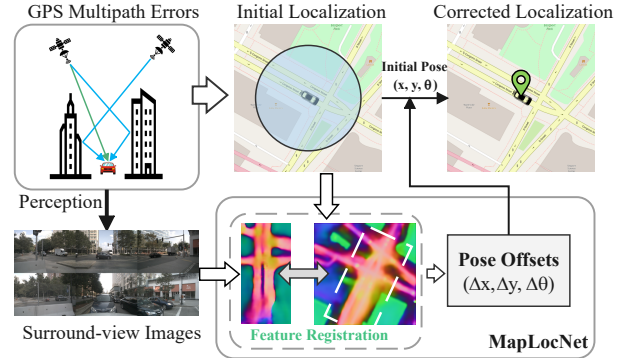 GPS Multipath Errors
Initial Localization
Corrected Localization
Initial Pose
(x, y, θ)
Perception
Surround-view Images
Feature Registration
Pose Offsets
(Δx, Δy, Δθ)
MapLocNet